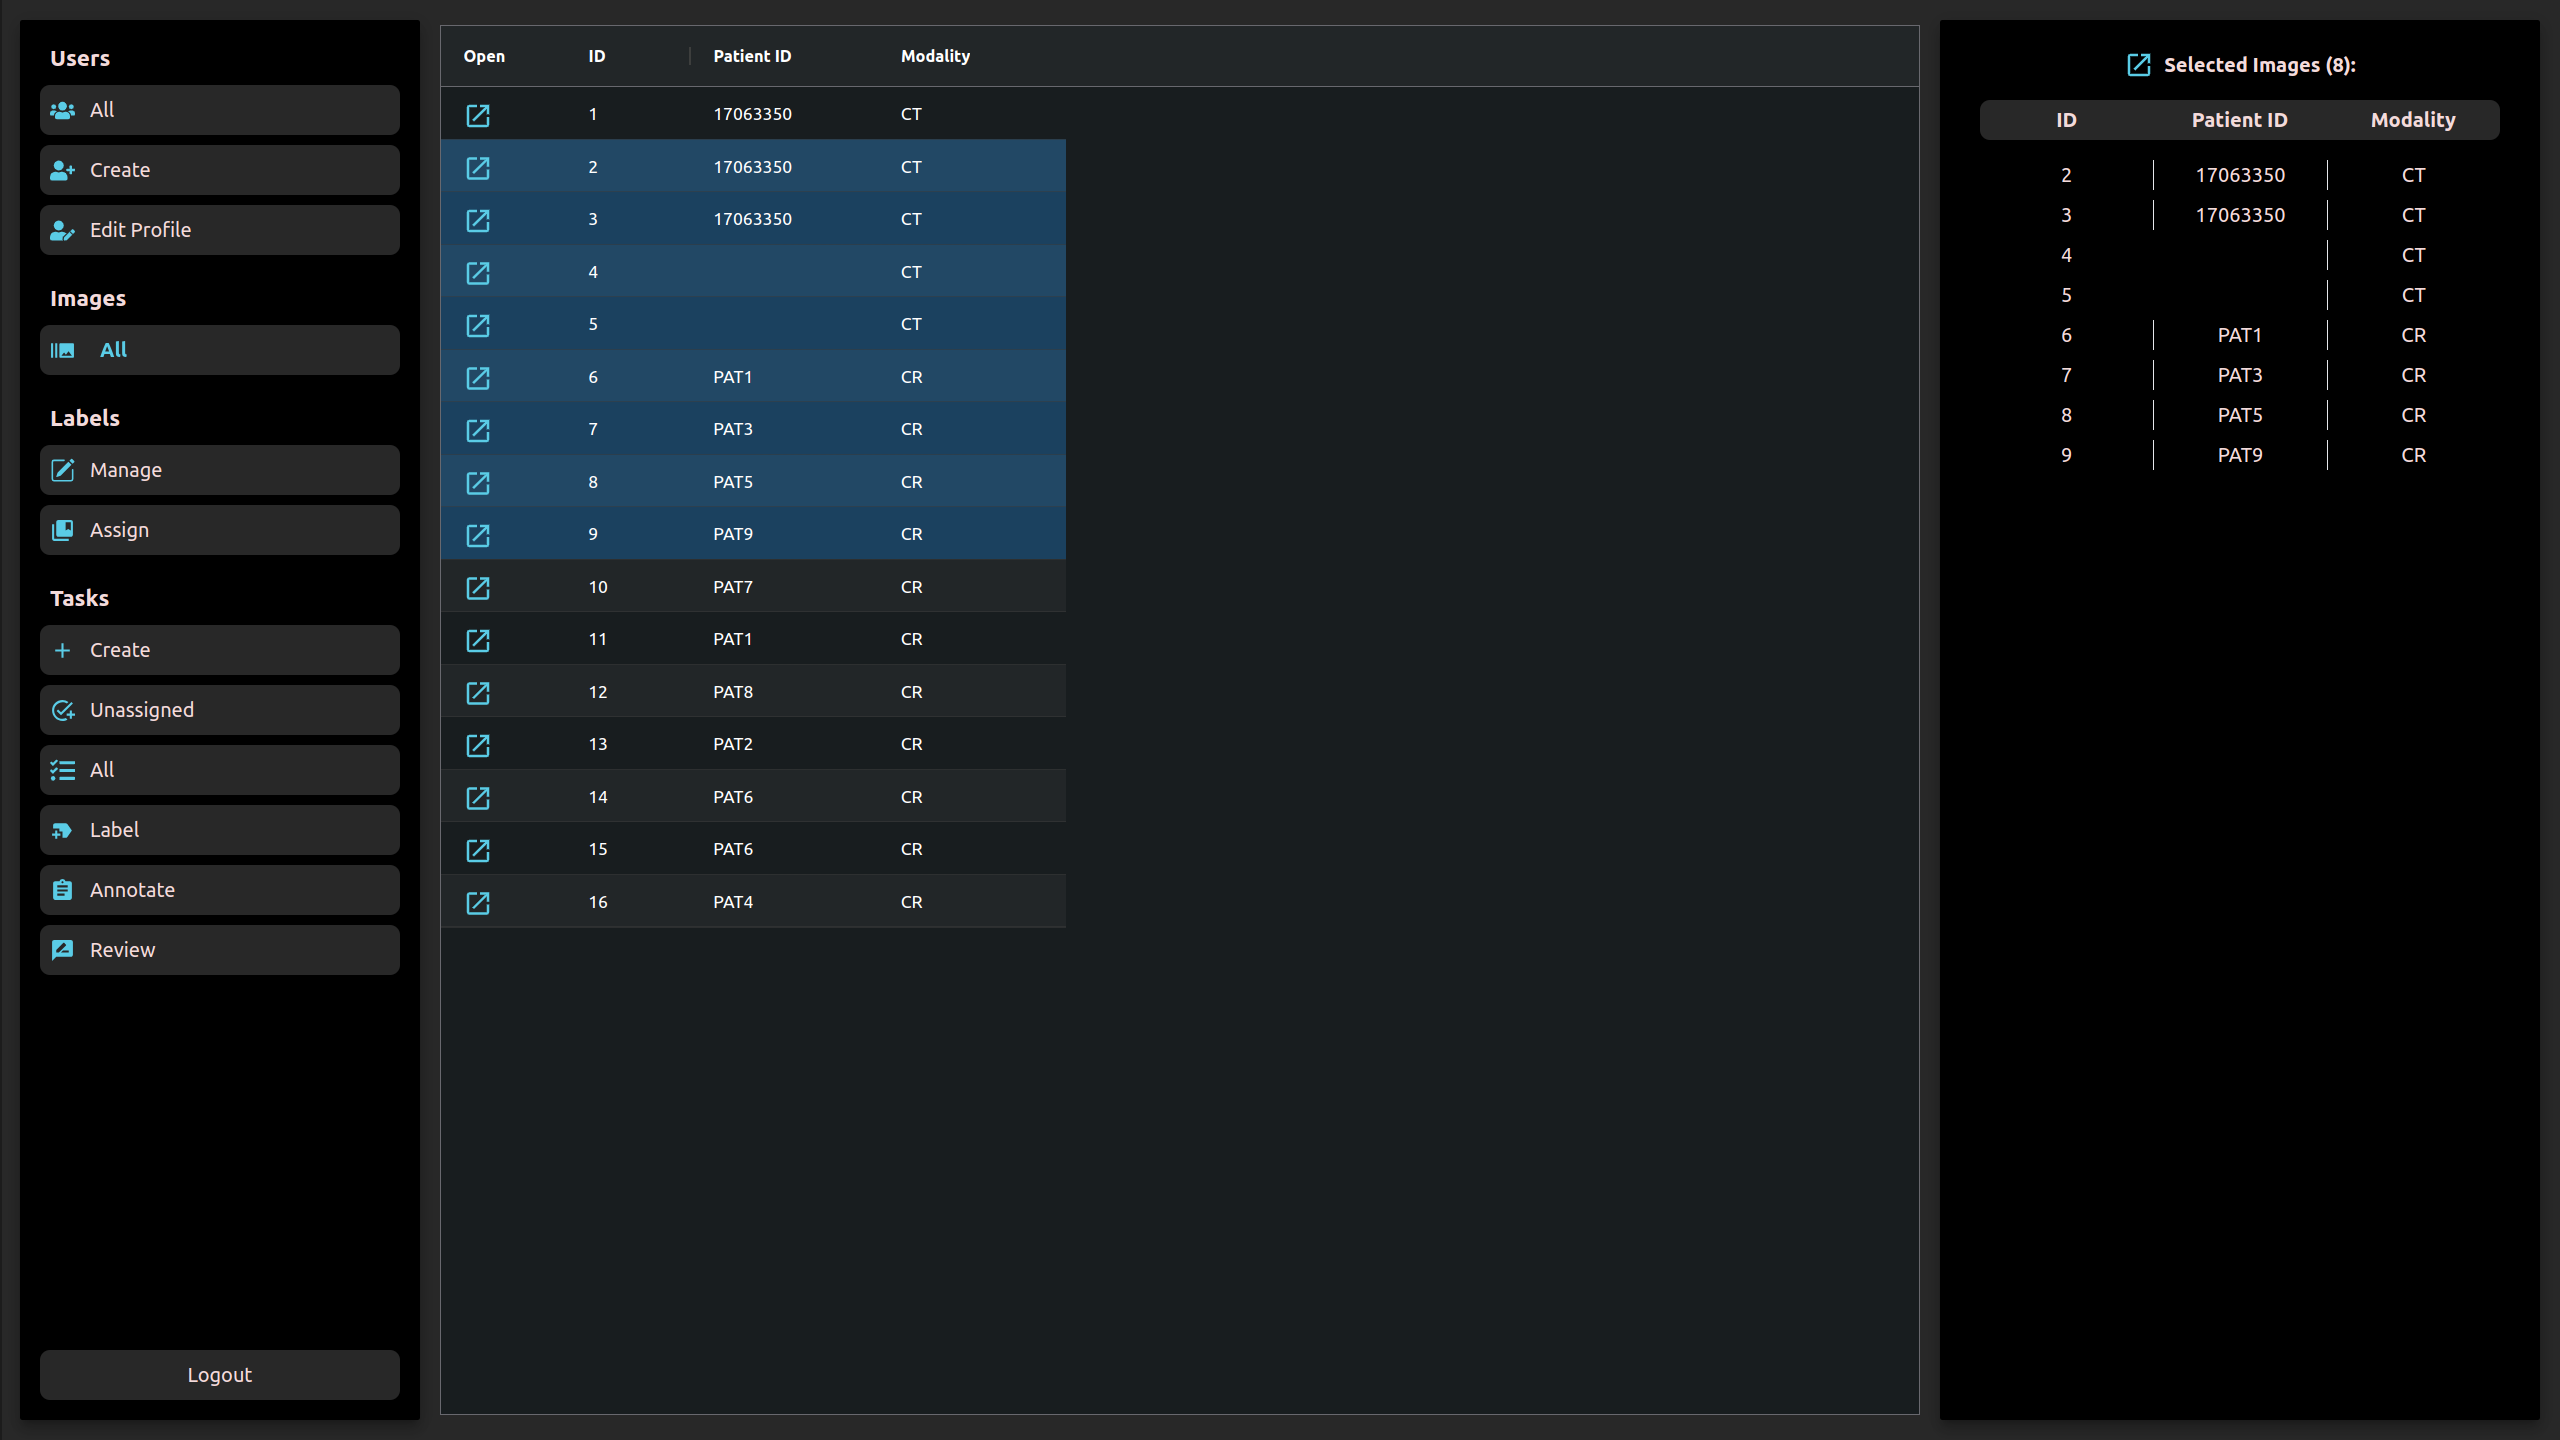 Users
All
Create
Edit Profile
Images
All
Labels
Manage
Assign
Tasks
Create
Unassigned
All
Label
Annotate
Review
Logout
Open ID Patient ID Modality
1 17063350 CT
2 17063350 CT
3 17063350 CT
4 CT
5 CT
6 PAT1 CR
7 PAT3 CR
8 PAT5 CR
9 PAT9 CR
10 PAT7 CR
11 PAT1 CR
12 PAT8 CR
13 PAT2 CR
14 PAT6 CR
15 PAT6 CR
16 PAT4 CR
Selected Images (8):
ID Patient ID Modality
2 17063350 CT
3 17063350 CT
4 CT
5 CT
6 PAT1 CR
7 PAT3 CR
8 PAT5 CR
9 PAT9 CR